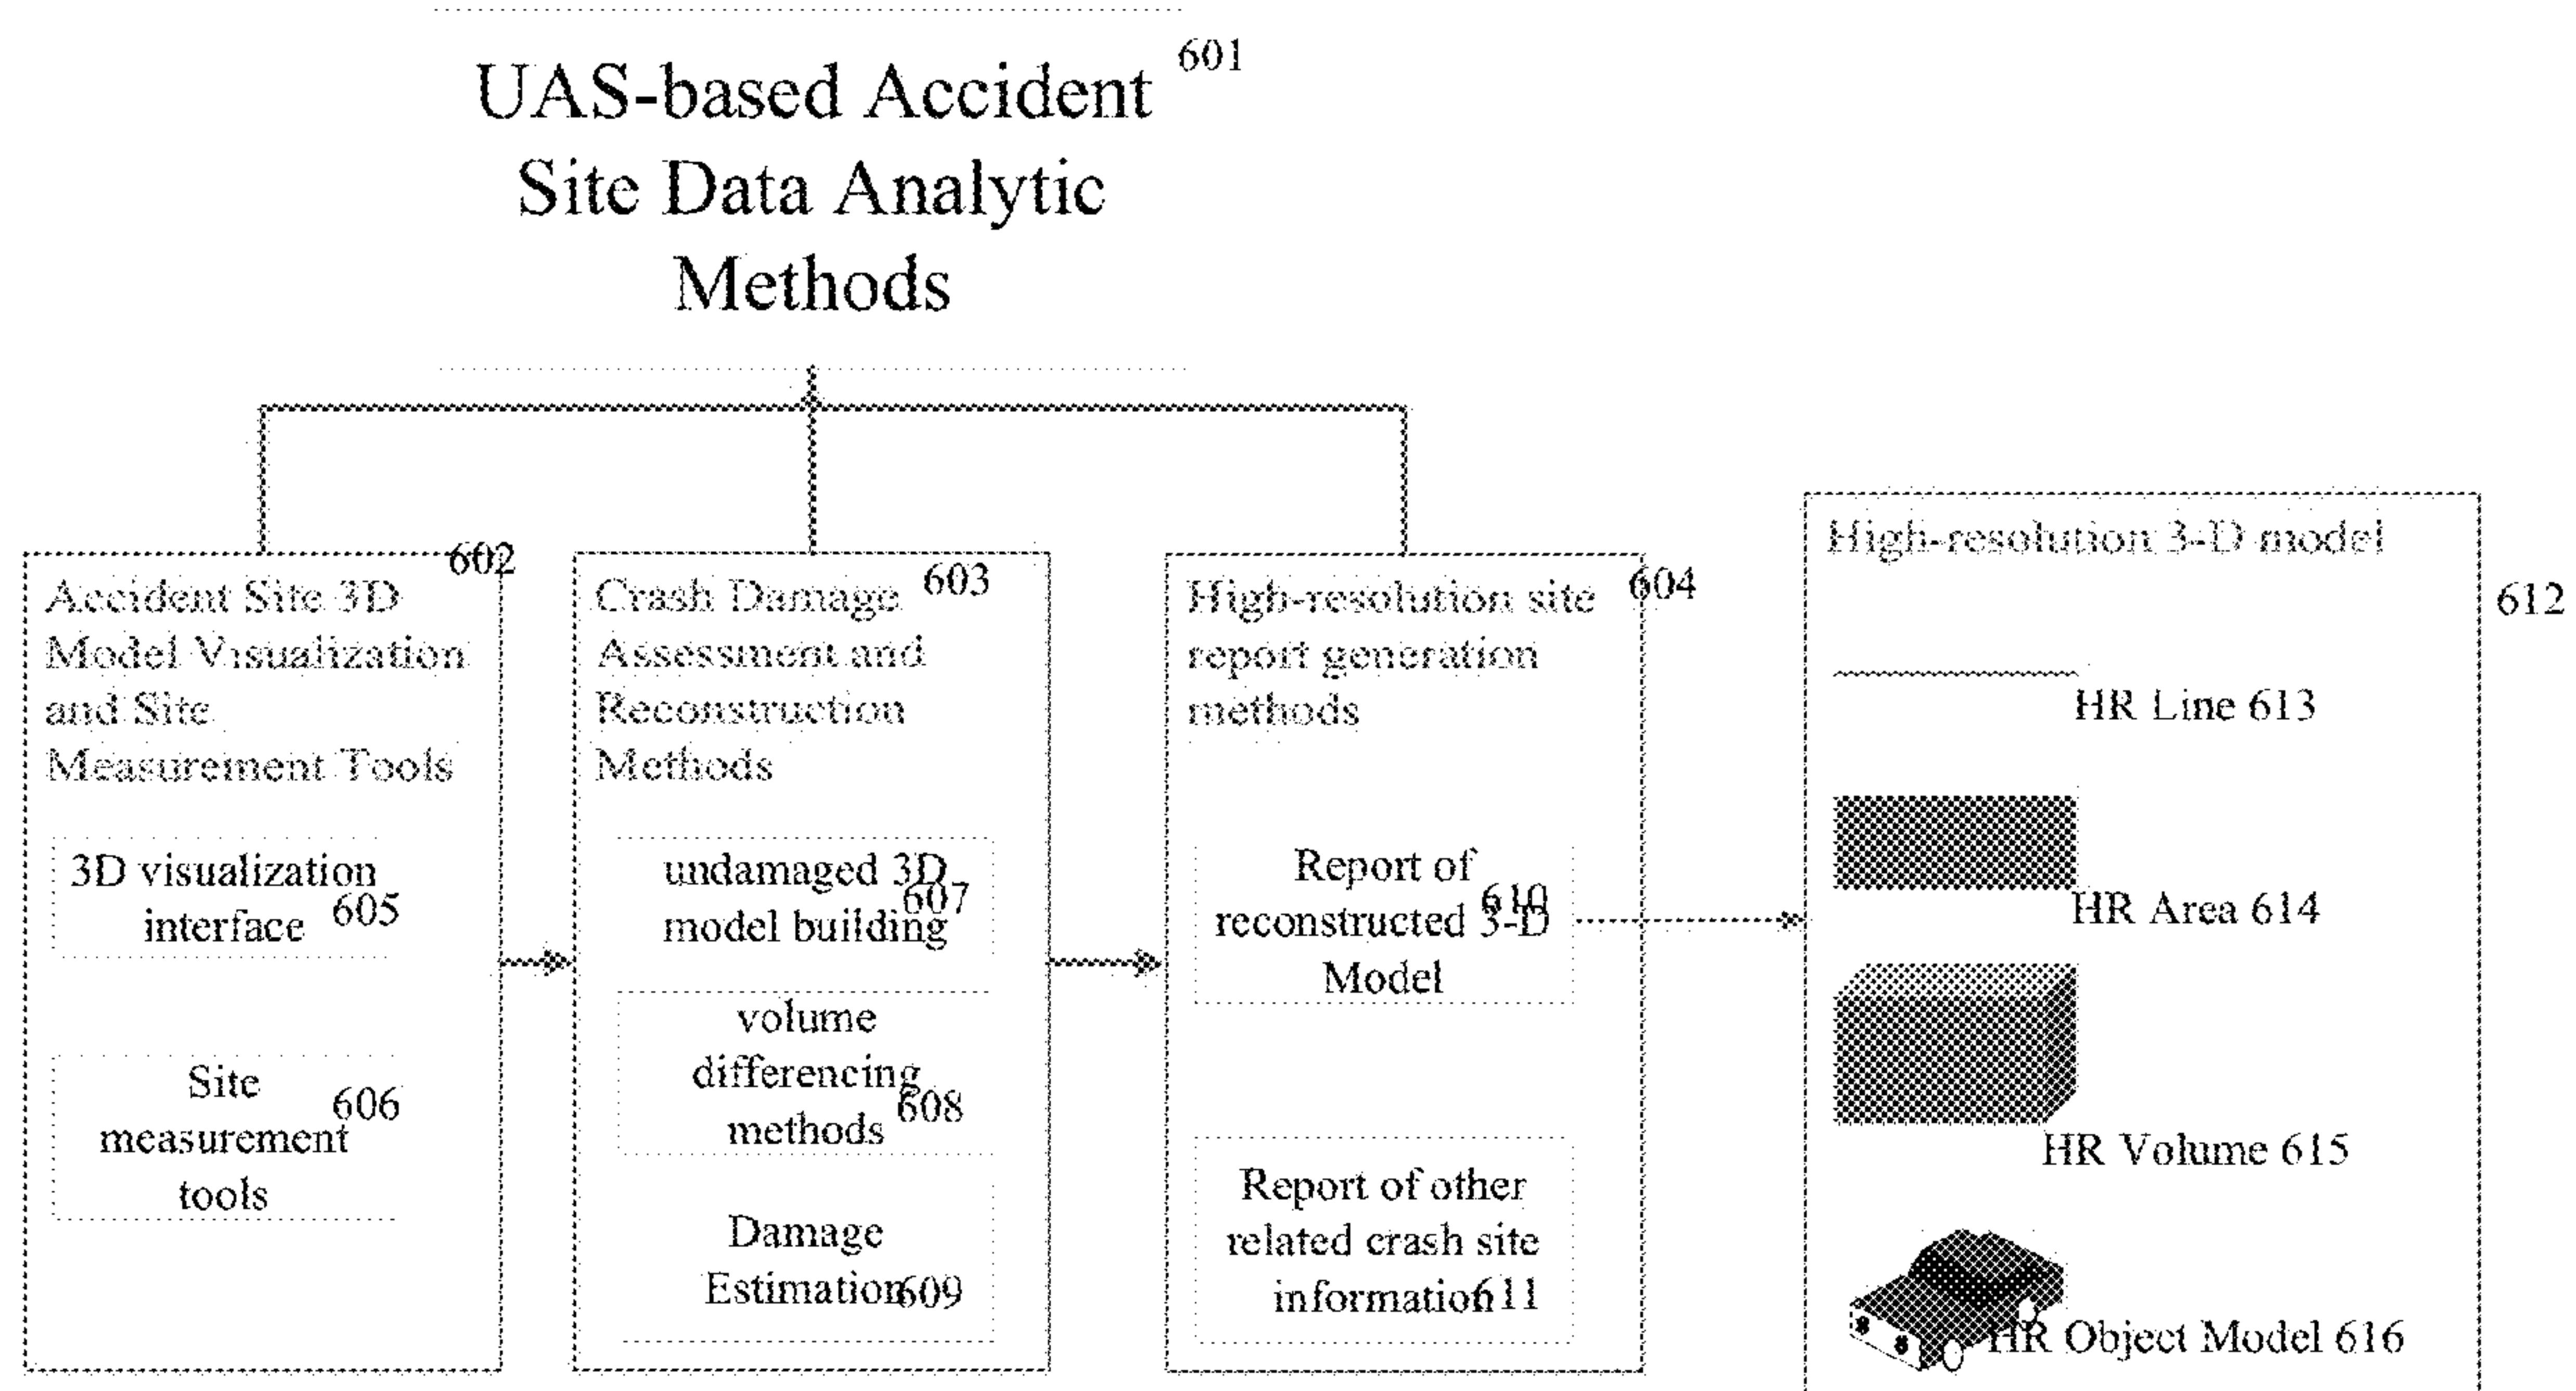 UAS-based Accident 601
Site Data Analytic
Methods
Accident Site 3D 602
Model Visualization
and Site
Measurement Tools
3D visualization
interface 605
Site
606
measurement
tools
Crash Damage 603
Assessment and
Reconstruction
Methods
undamaged 3D
607
model building
volume
differencing
608
methods
Damage
Estimation 609
High-resolution site 604
report generation
methods
Report of
610
reconstructed 3-D
Model
Report of other
related crash site
information 611
High-resolution 3-D model
612
HR Line 613
HR Area 614
HR Volume 615
HR Object Model 616